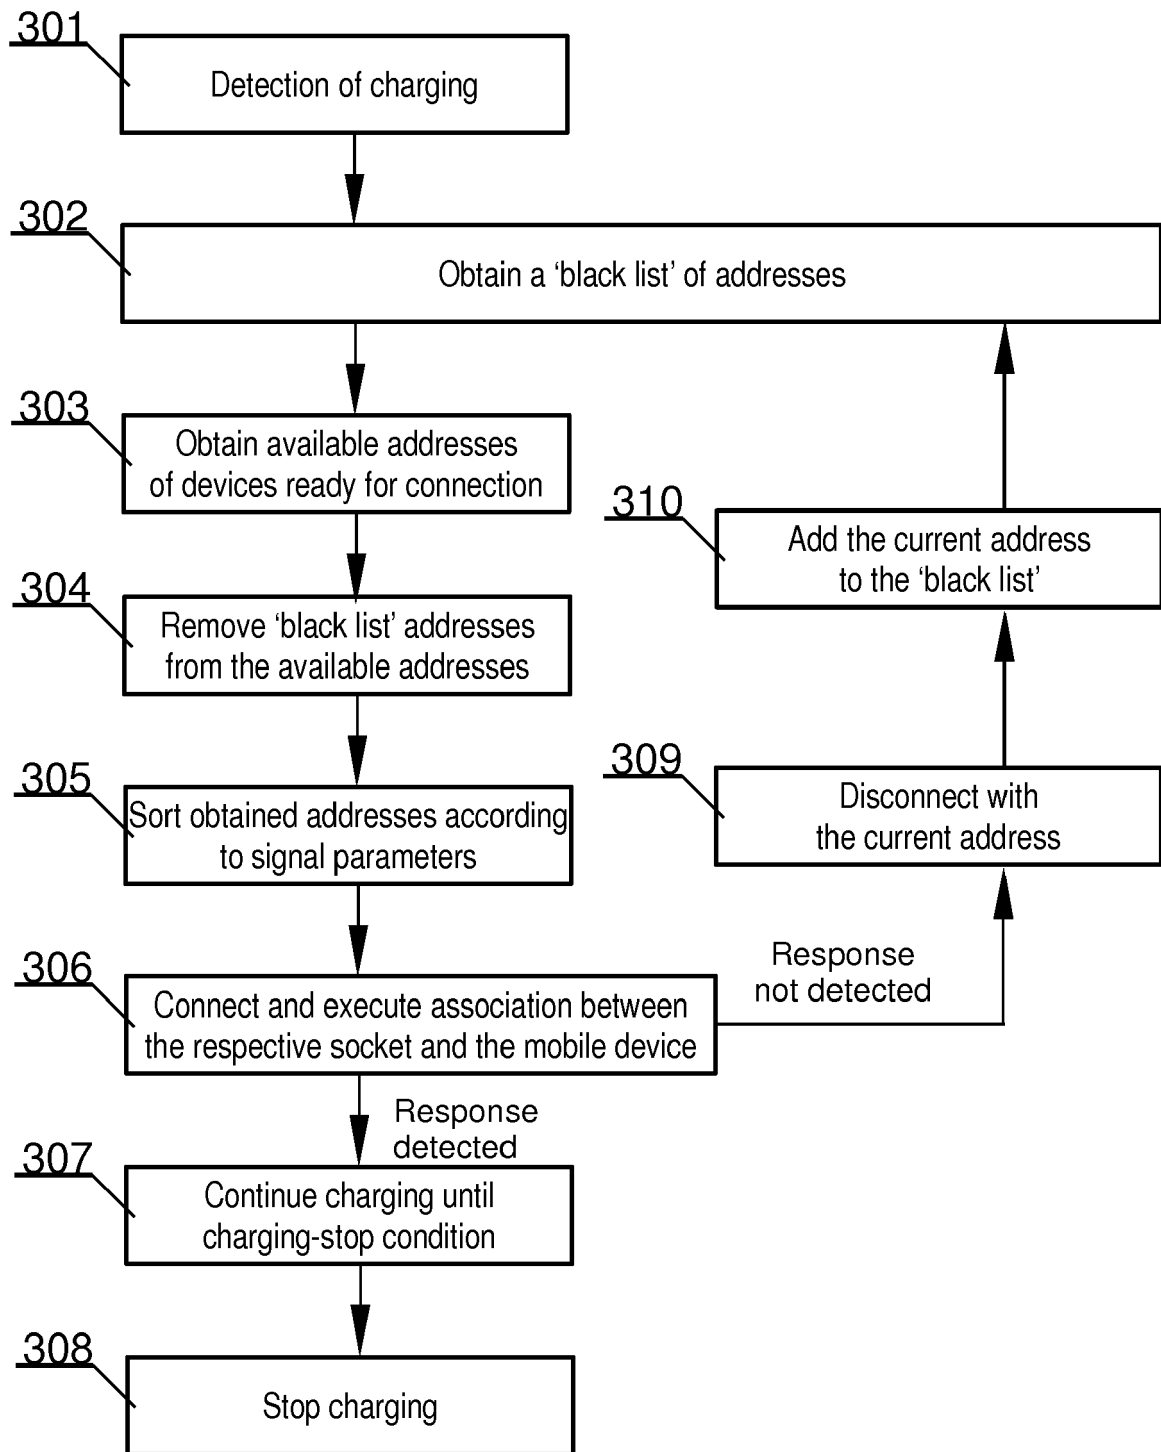 301
Detection of charging
302
Obtain a ‘black list’ of addresses
303
Obtain available addresses
of devices ready for connection
304
Remove ‘black list’ addresses
from the available addresses
305
Sort obtained addresses according
to signal parameters
306
Connect and execute association between
the respective socket and the mobile device
Response
detected
307
Continue charging until
charging-stop condition
308
Stop charging
Response
not detected
309
Disconnect with
the current address
310
Add the current address
to the ‘black list’